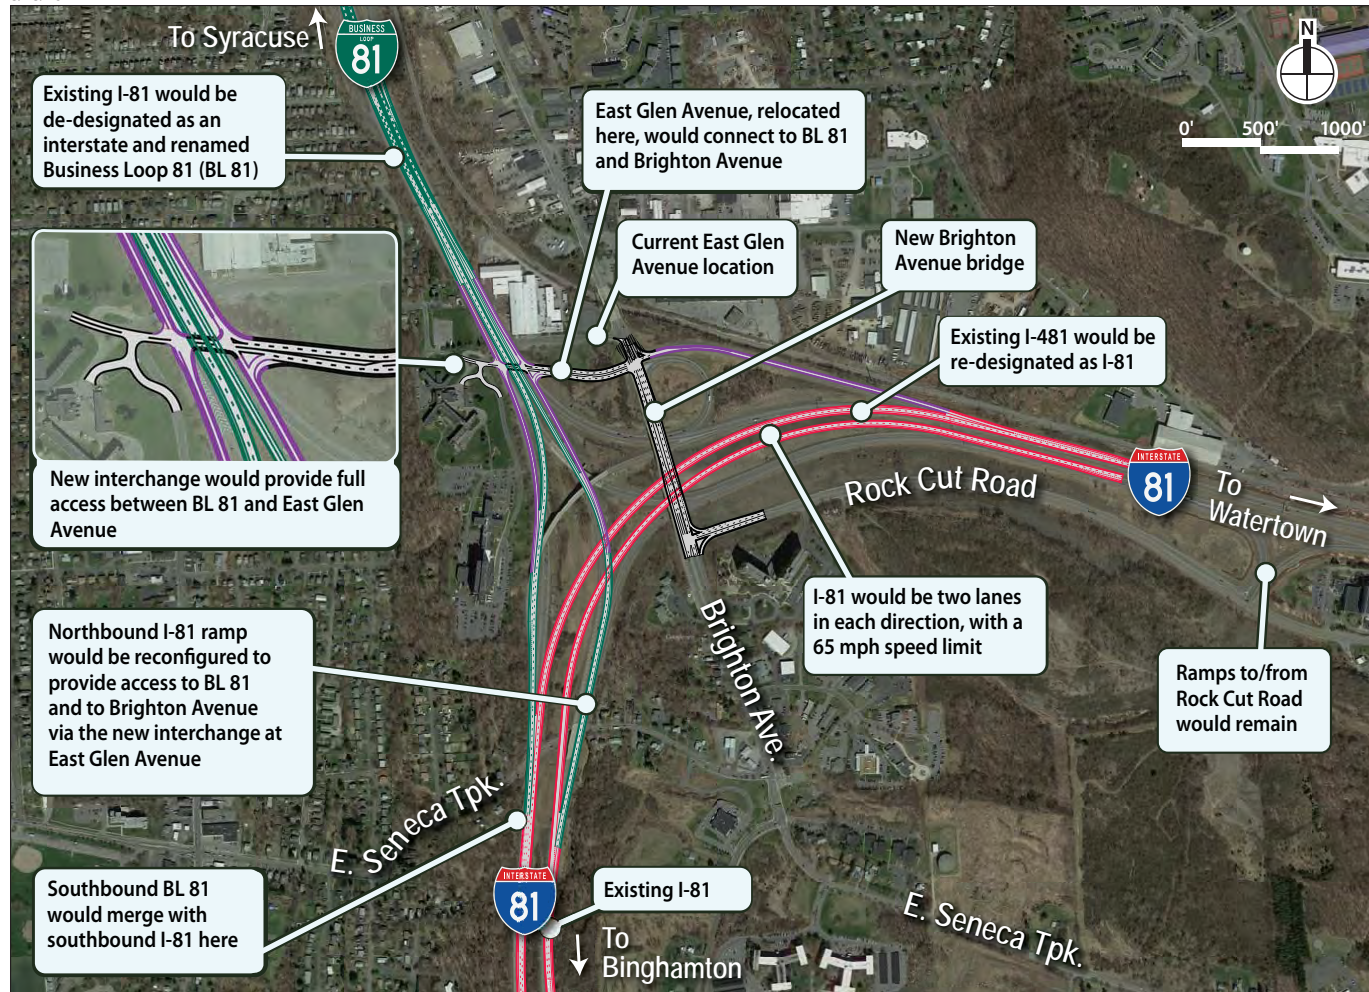 To Syracuse
BUSINESS
LOOP
81
N
0' 500' 1000'
Existing I-81 would be
de-designated as an
interstate and renamed
Business Loop 81 (BL 81)
East Glen Avenue, relocated
here, would connect to BL 81
and Brighton Avenue
Current East Glen
Avenue location
New Brighton
Avenue bridge
Existing I-481 would be
re-designated as I-81
New interchange would provide full
access between BL 81 and East Glen
Avenue
Rock Cut Road
INTERSTATE
81
To
Watertown
I-81 would be two lanes
in each direction, with a
65 mph speed limit
Ramps to/from
Rock Cut Road
would remain
Brighton Ave.
Northbound I-81 ramp
would be reconfigured to
provide access to BL 81
and to Brighton Avenue
via the new interchange at
East Glen Avenue
E. Seneca Tpk.
Southbound BL 81
would merge with
southbound I-81 here
INTERSTATE
81
Existing I-81
To
Binghamton
E. Seneca Tpk.